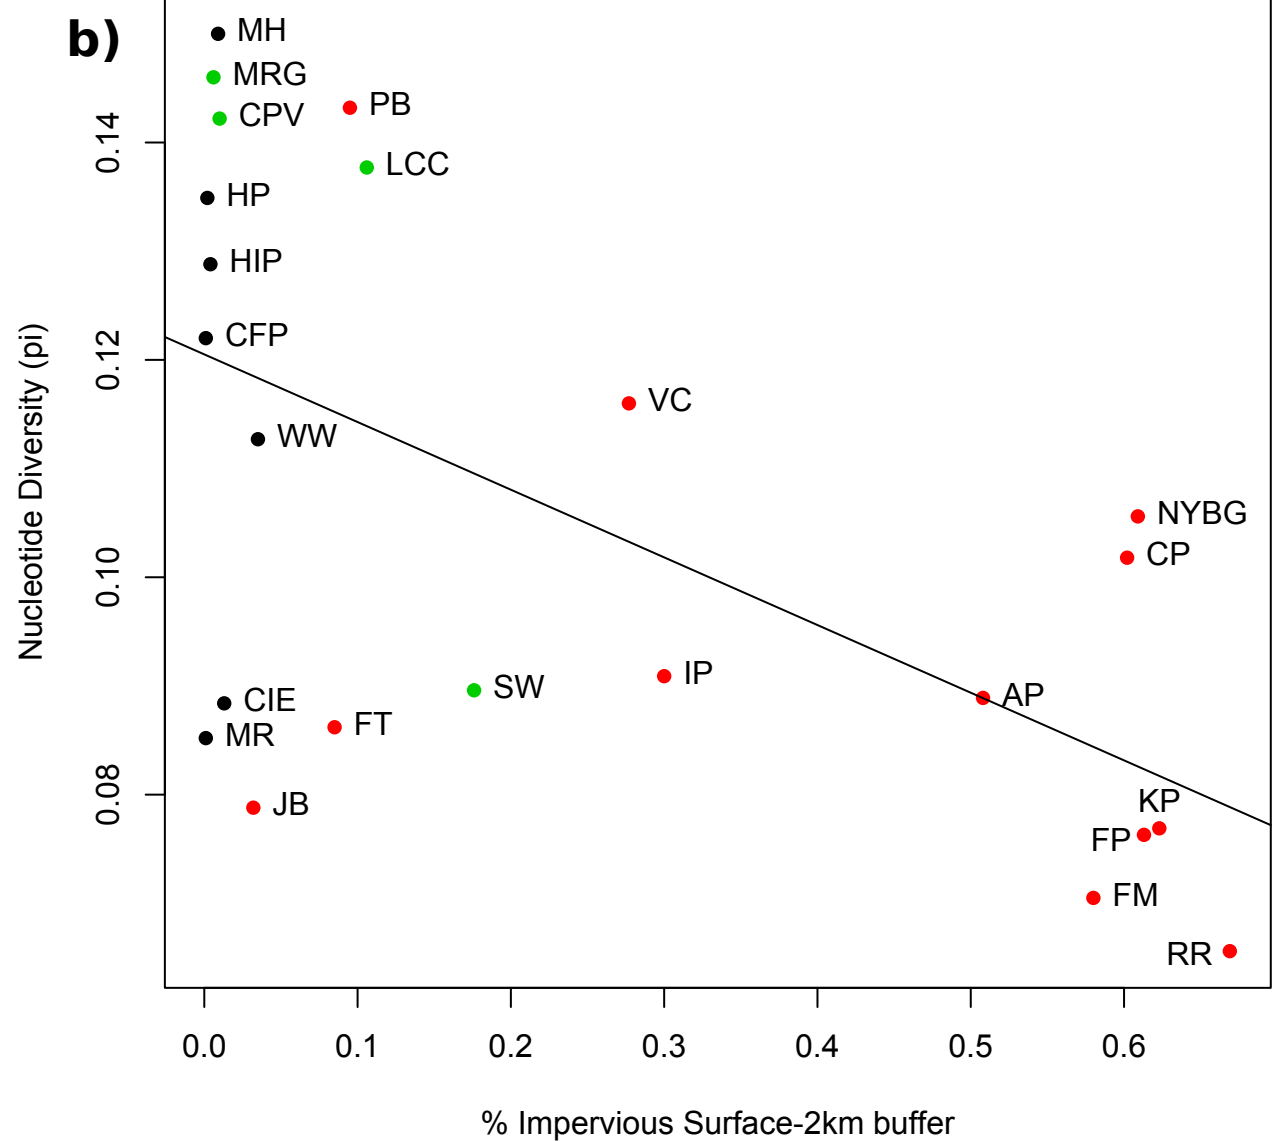 b)
MH
MRG
PB
CPV
0.14
LCC
HP
HIP
CFP
0.12
VC
WW
NYBG
CP
0.10
Nucleotide Diversity (pi)
IP
SW
AP
CIE
FT
MR
JB
0.08
KP
FP
FM
RR
0.0 0.1 0.2 0.3 0.4 0.5 0.6
% Impervious Surface-2km buffer